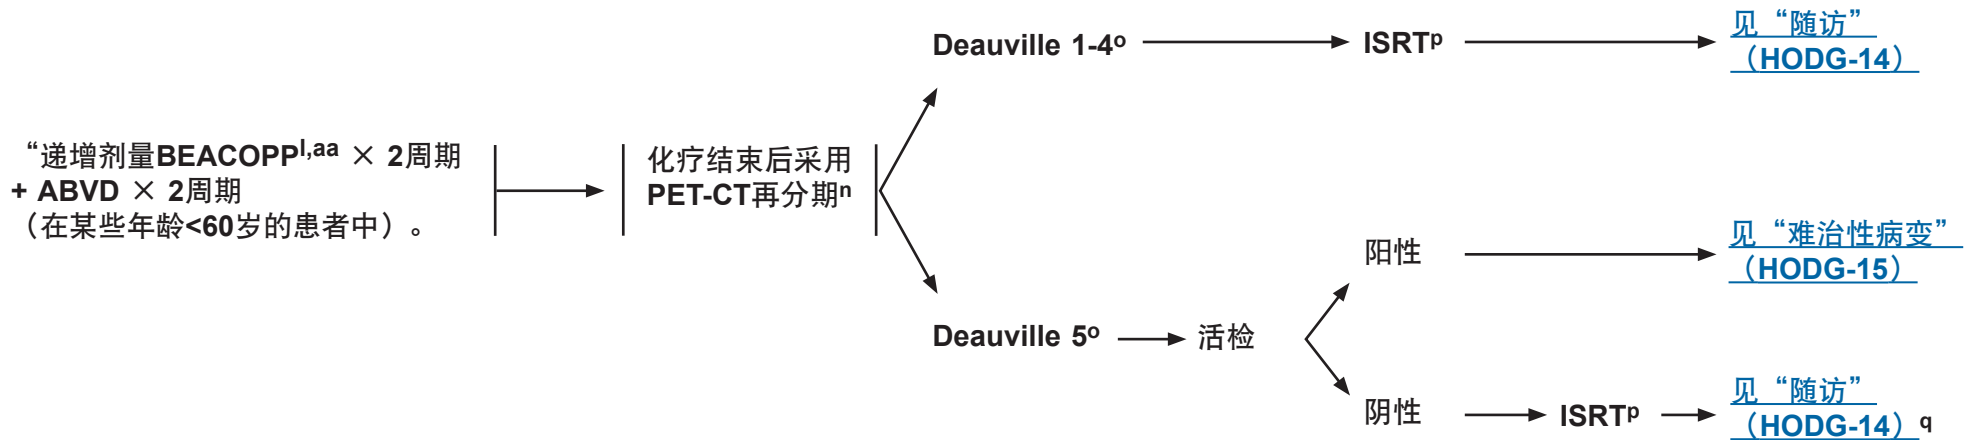 “递增剂量BEACOPPl,aa × 2周期
+ ABVD × 2周期
（在某些年龄<60岁的患者中）。
化疗结束后采用
PET-CT再分期n
Deauville 1-4o
ISRTp
见“随访”
（HODG-14）
Deauville 5o
活检
阳性
见“难治性病变”
（HODG-15）
阴性
ISRTp
见“随访”
（HODG-14）q